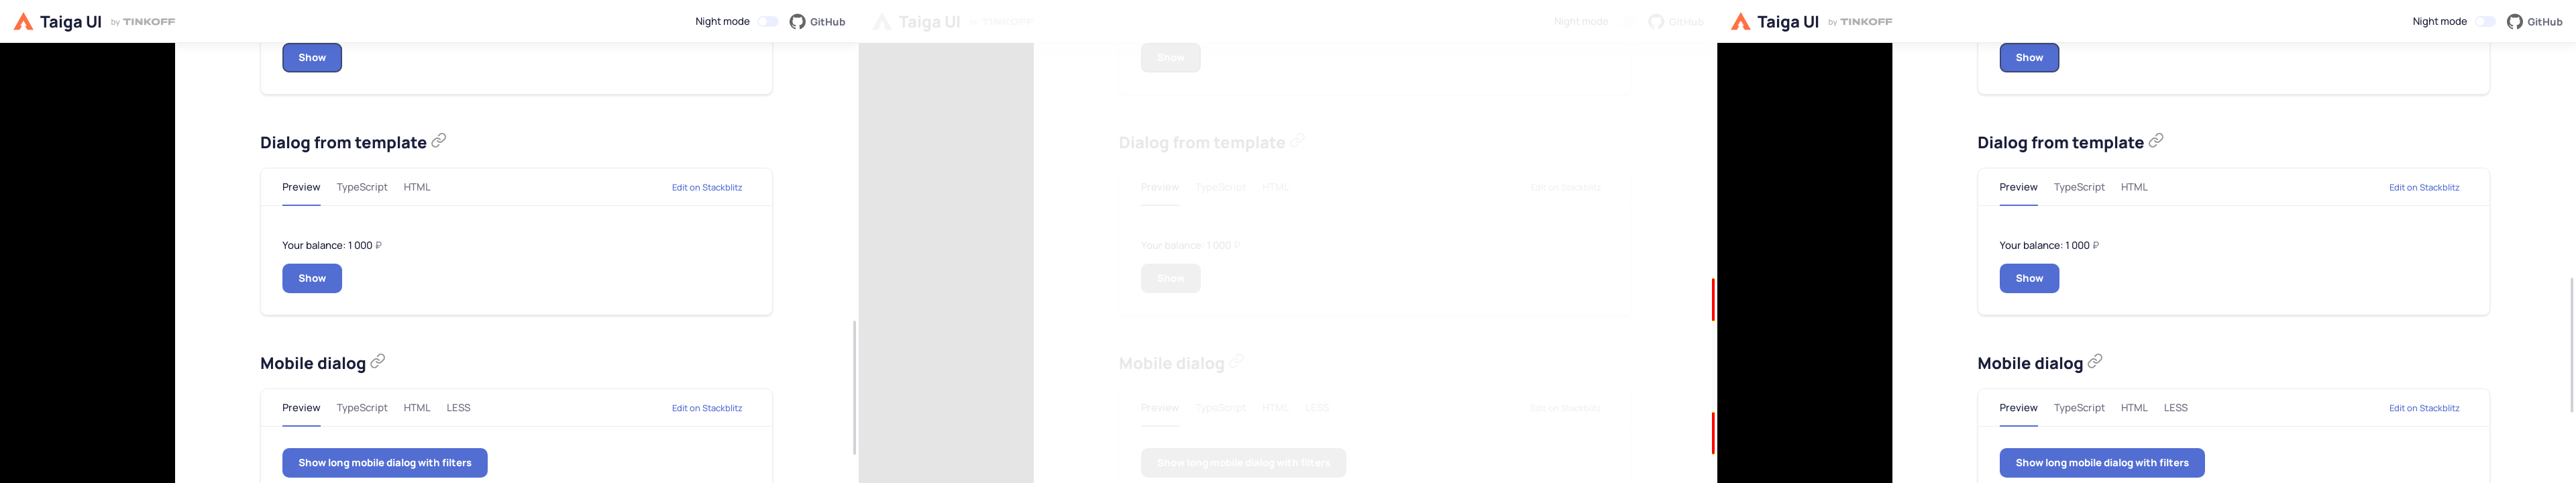 Taiga UI by TINKOFF Night mode GitHub
Show
Dialog from template
Preview TypeScript HTML Edit on Stackblitz
Your balance: 1 000 ₽
Show
Mobile dialog
Preview TypeScript HTML LESS Edit on Stackblitz
Show long mobile dialog with filters
Taiga UI by TINKOFF Night mode GitHub
Show
Dialog from template
Preview TypeScript HTML Edit on Stackblitz
Your balance: 1 000 ₽
Show
Mobile dialog
Preview TypeScript HTML LESS Edit on Stackblitz
Show long mobile dialog with filters
Taiga UI by TINKOFF Night mode GitHub
Show
Dialog from template
Preview TypeScript HTML Edit on Stackblitz
Your balance: 1 000 ₽
Show
Mobile dialog
Preview TypeScript HTML LESS Edit on Stackblitz
Show long mobile dialog with filters